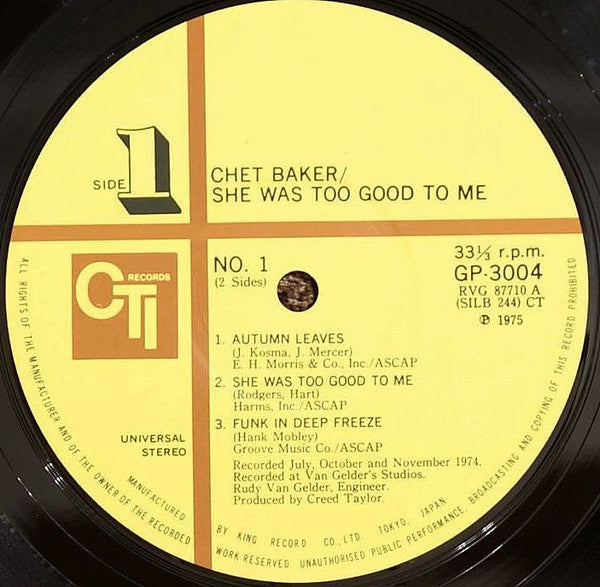 SIDE 1
CHET BAKER/
SHE WAS TOO GOOD TO ME
CTI RECORDS
NO. 1
(2 Sides)
33⅓ r.p.m.
GP-3004
RVG 87710 A
(SILB 244) CT
℗ 1975
1. AUTUMN LEAVES
(J. Kosma, J. Mercer)
E. H. Morris & Co., Inc./ASCAP
2. SHE WAS TOO GOOD TO ME
(Rodgers, Hart)
Harms, Inc./ASCAP
3. FUNK IN DEEP FREEZE
(Hank Mobley)
Groove Music Co./ASCAP
UNIVERSAL
STEREO
Recorded July, October and November 1974.
Recorded at Van Gelder's Studios.
Rudy Van Gelder, Engineer.
Produced by Creed Taylor.
MANUFACTURED BY KING RECORD CO., LTD. TOKYO, JAPAN
ALL RIGHTS OF THE MANUFACTURER AND OF THE OWNER OF THE RECORDED WORK RESERVED. UNAUTHORISED PUBLIC PERFORMANCE, BROADCASTING AND COPYING OF THIS RECORD PROHIBITED.